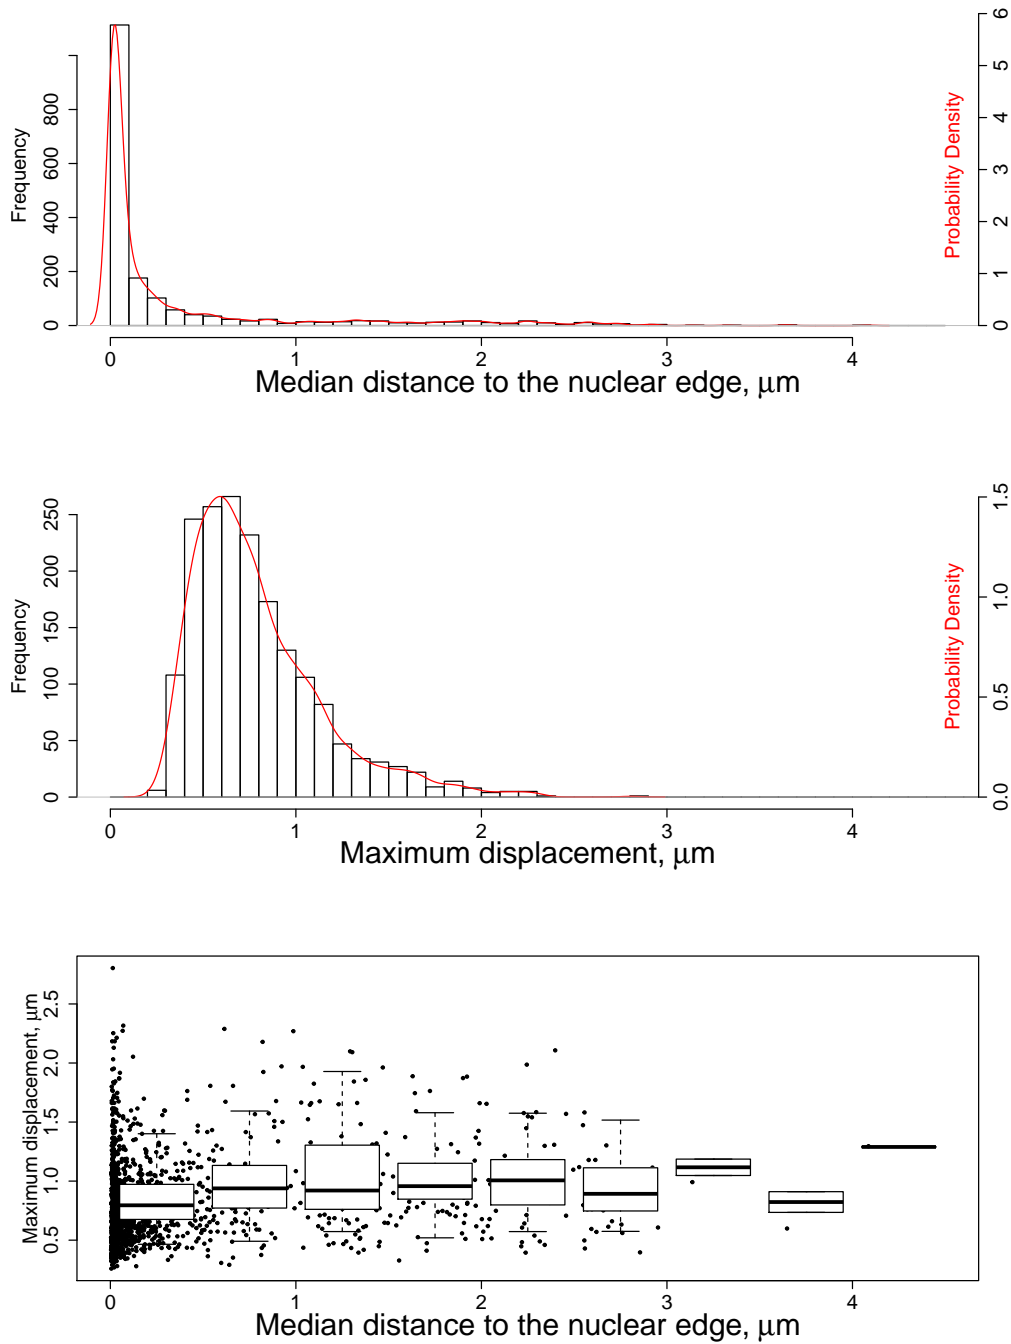 0 200 400 600 800
Frequency
0 1 2 3 4 5 6
Probability Density
0 1 2 3 4
Median distance to the nuclear edge, μm
0 50 100 150 200 250
Frequency
0.0 0.5 1.0 1.5
Probability Density
0 1 2 3 4
Maximum displacement, μm
0.5 1.0 1.5 2.0 2.5
Maximum displacement, μm
0 1 2 3 4
Median distance to the nuclear edge, μm